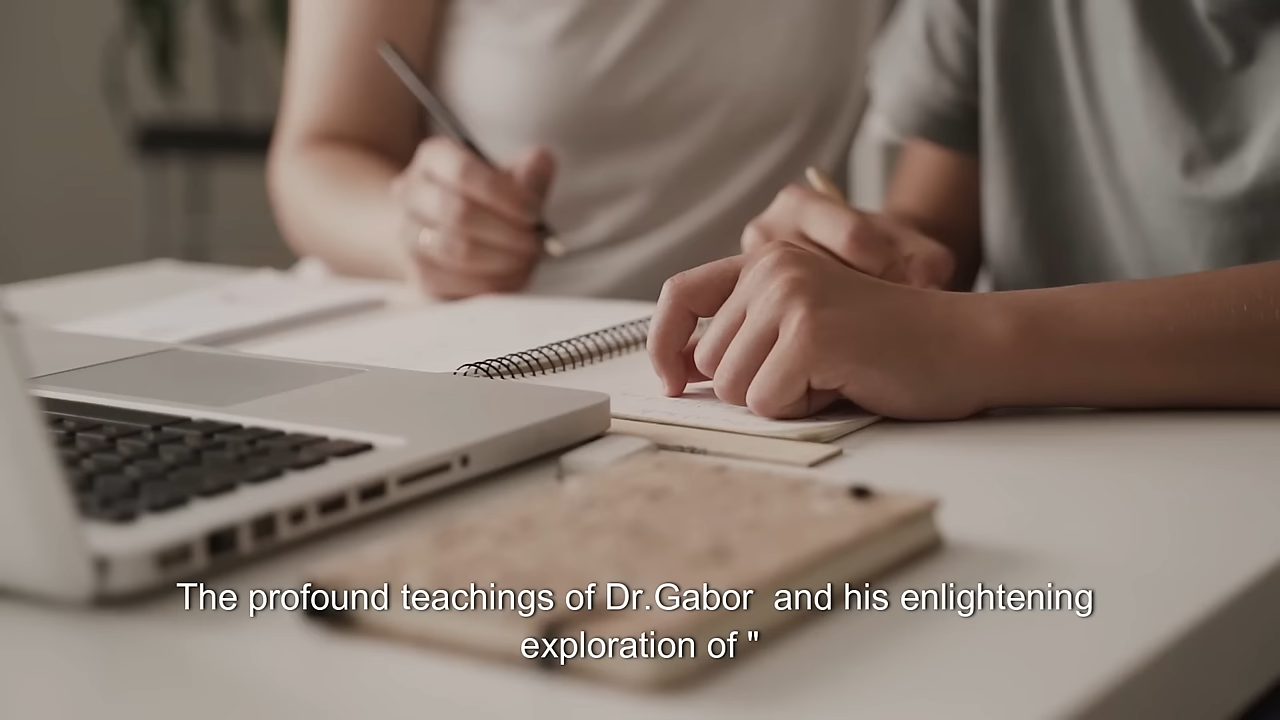 The profound teachings of Dr.Gabor  and his enlightening
exploration of "